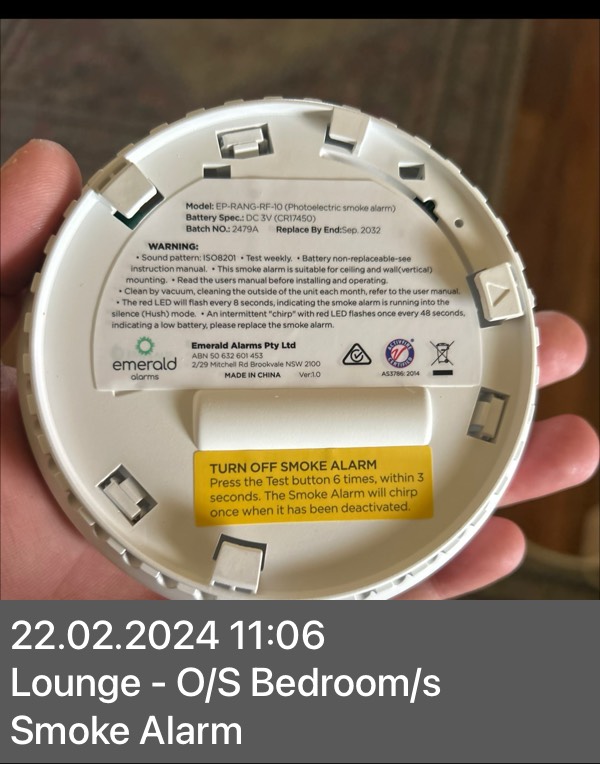 Model: EP-RANG-RF-10 (Photoelectric smoke alarm)
Battery Spec.: DC 3V (CR17450)
Batch NO.: 2479A Replace By End:Sep. 2032
WARNING:
• Sound pattern: ISO8201 • Test weekly. • Battery non-replaceable-see
instruction manual. • This smoke alarm is suitable for ceiling and wall(vertical)
mounting. • Read the users manual before installing and operating.
• Clean by vacuum, cleaning the outside of the unit each month, refer to the user manual.
• The red LED will flash every 8 seconds, indicating the smoke alarm is running into the
silence (Hush) mode. • An intermittent "chirp" with red LED flashes once every 48 seconds,
indicating a low battery, please replace the smoke alarm.
emerald
alarms
Emerald Alarms Pty Ltd
ABN 50 632 601 453
2/29 Mitchell Rd Brookvale NSW 2100
MADE IN CHINA Ver:1.0
AS3786: 2014
TURN OFF SMOKE ALARM
Press the Test button 6 times, within 3
seconds. The Smoke Alarm will chirp
once when it has been deactivated.
22.02.2024 11:06
Lounge - O/S Bedroom/s
Smoke Alarm